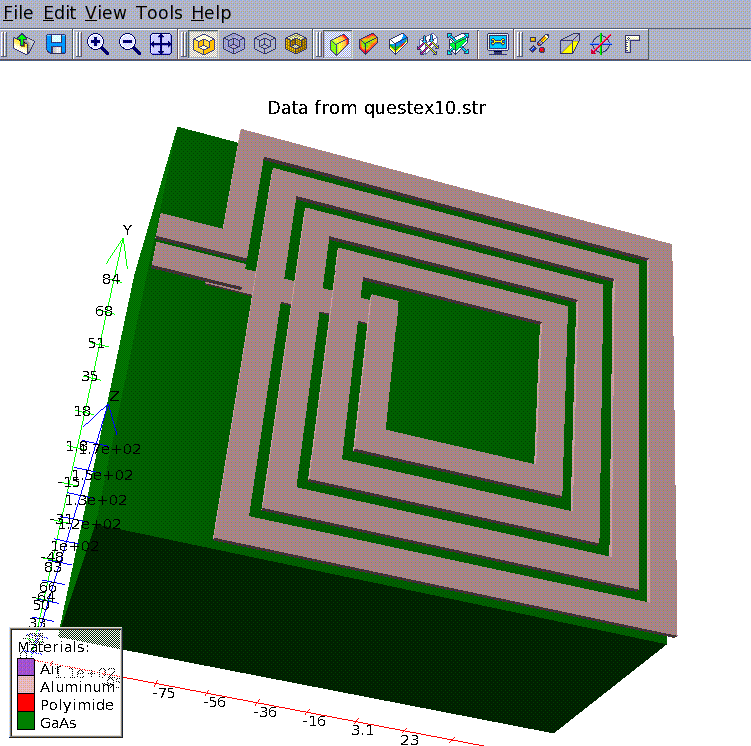 File Edit View Tools Help
Data from questex10.str
Y
84
68
51
35
18
Z
1.8
1.7e+02
-15
1.5e+02
1.3e+02
-31
1.2e+02
1e+02
-48
83
66
-64
50
33
Materials:
Air
1.1e+02
Aluminum
Polyimide
GaAs
-75
-56
-36
-16
3.1
23